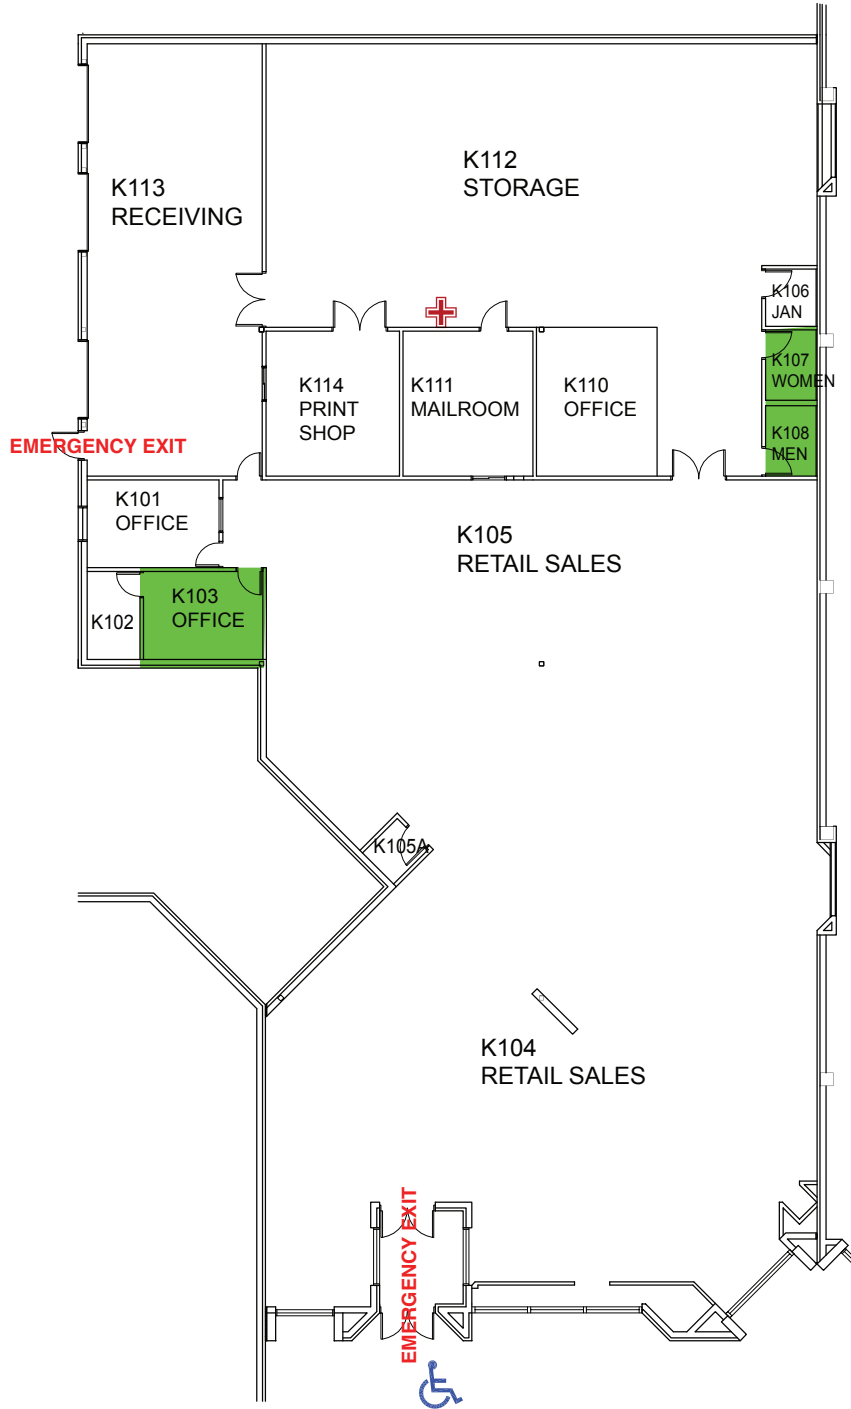 K113
RECEIVING
K112
STORAGE
K106
JAN
K107
WOMEN
K108
MEN
K114
PRINT
SHOP
K111
MAILROOM
K110
OFFICE
EMERGENCY EXIT
K101
OFFICE
K105
RETAIL SALES
K102
K103
OFFICE
K105A
K104
RETAIL SALES
EMERGENCY EXIT